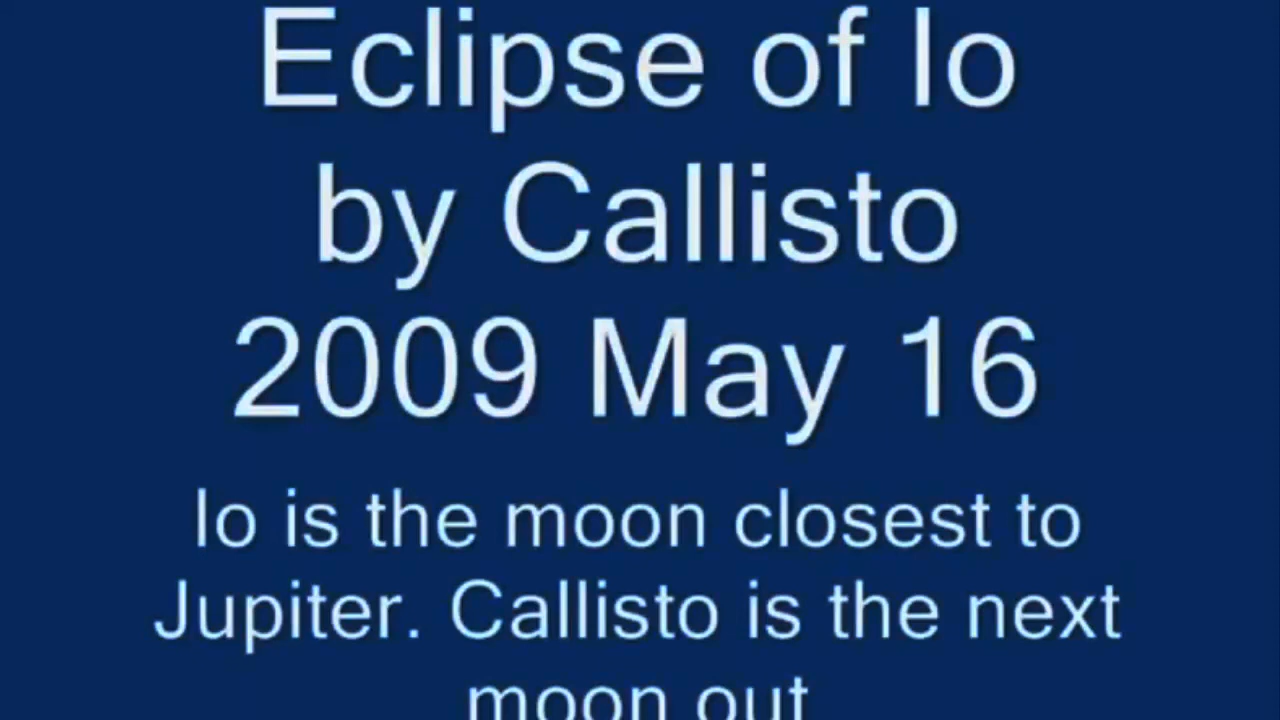 Eclipse of Io
by Callisto
2009 May 16
Io is the moon closest to
Jupiter. Callisto is the next
moon out